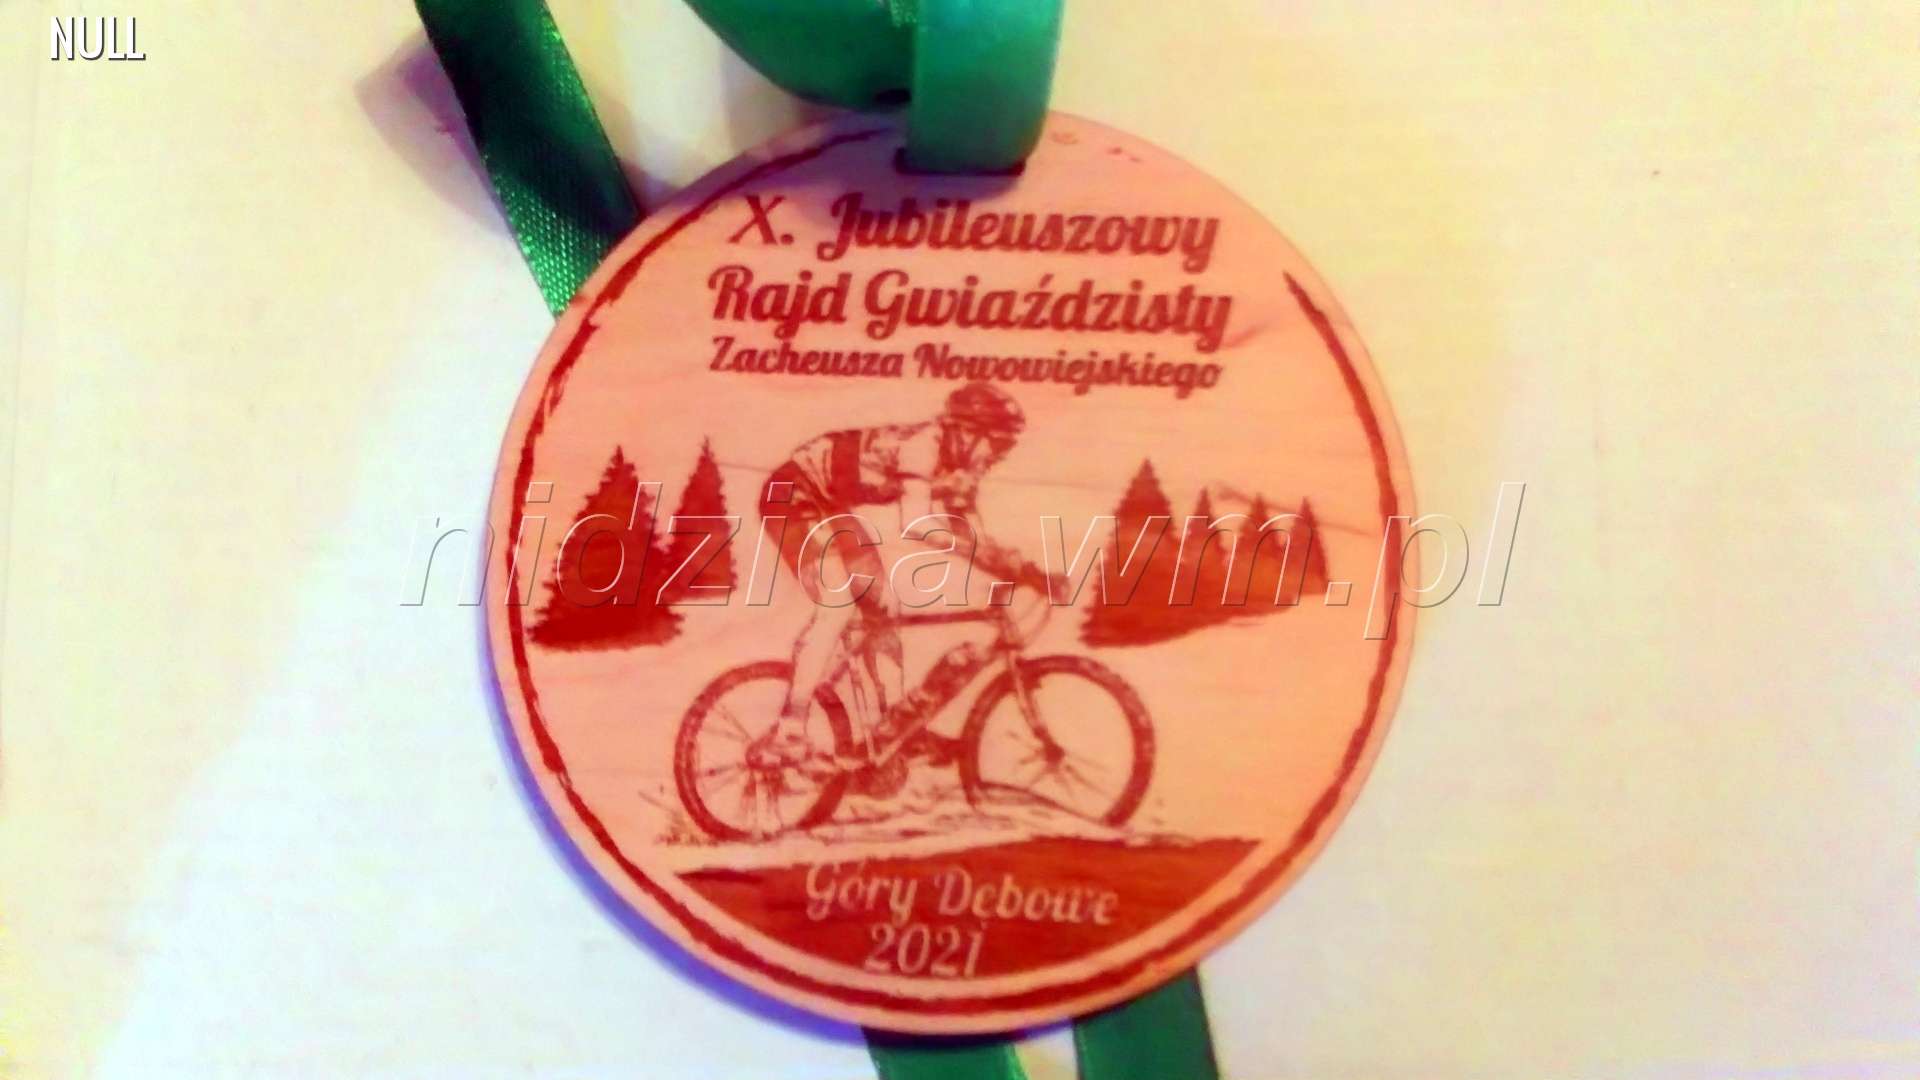 NULL
X. Jubileuszowy
Rajd Gwiaździsty
Zacheusza Nowowiejskiego
nidzica.wm.pl
Góry Dębowe
2021